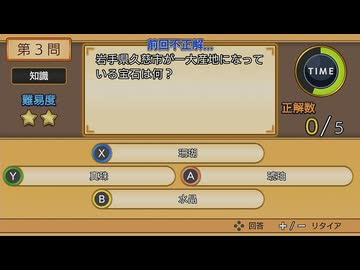 第3問
前回不正解…
知識
難易度
岩手県久慈市が一大産地になって
いる宝石は何？
TIME
正解数
0/5
X 珊瑚
Y 真珠
A 琥珀
B 水晶
回答 +/- リタイア